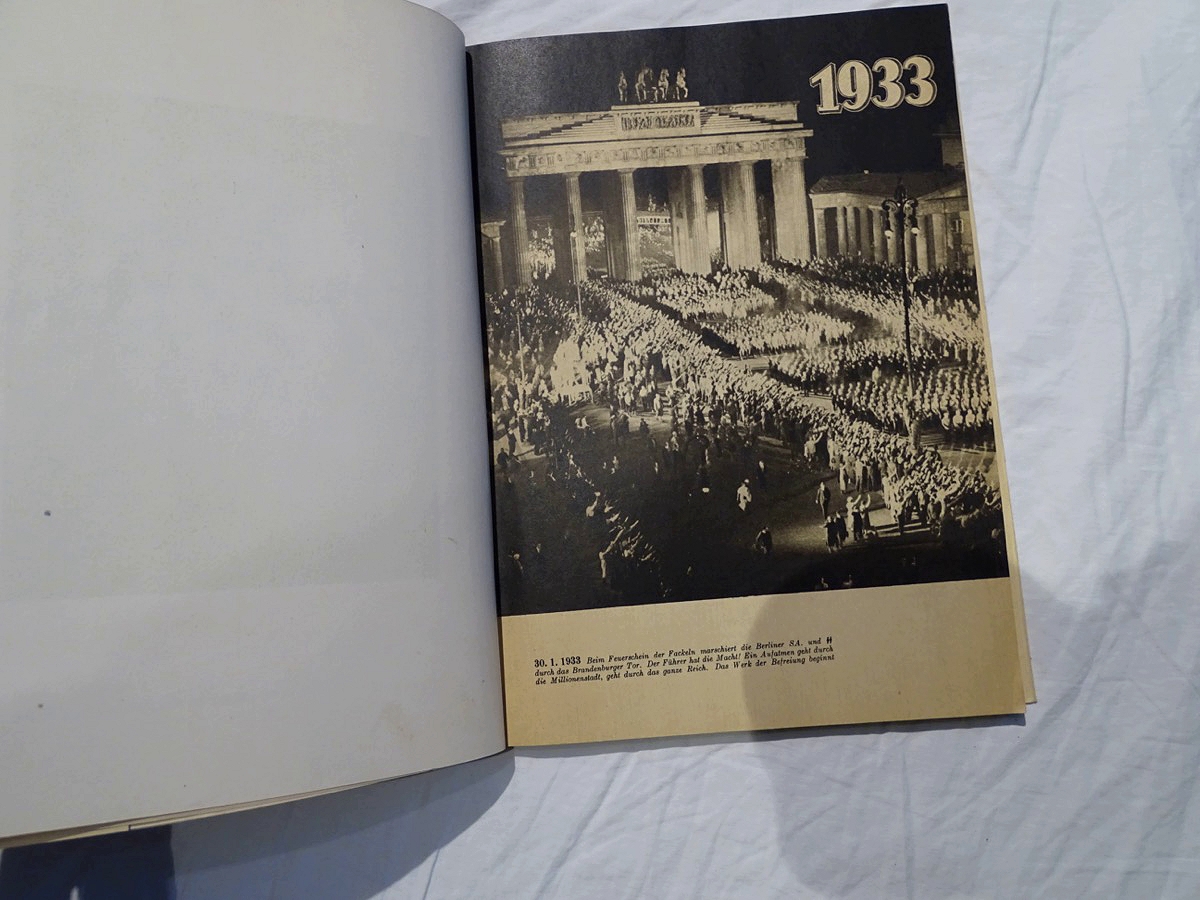 1933
30. 1. 1933 Beim Feuerschein der Fackeln marschiert die Berliner SA. und ᛋᛋ
durch das Brandenburger Tor. Der Führer hat die Macht! Ein Aufatmen geht durch
die Millionenstadt, geht durch das ganze Reich. Das Werk der Befreiung beginnt